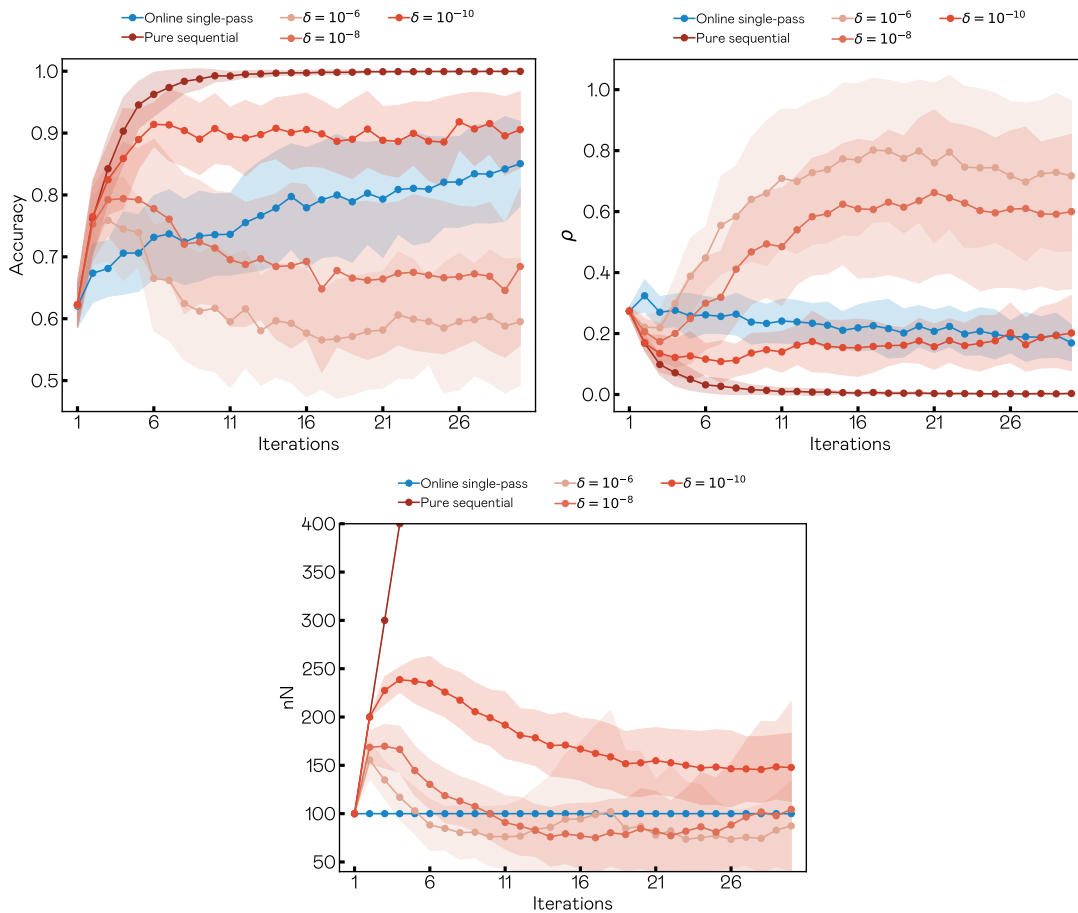 Online single-pass δ = 10⁻⁶ δ = 10⁻¹⁰
Pure sequential δ = 10⁻⁸
1.0
0.9
0.8
0.7
0.6
0.5
Accuracy
1 6 11 16 21 26
Iterations
Online single-pass δ = 10⁻⁶ δ = 10⁻¹⁰
Pure sequential δ = 10⁻⁸
1.0
0.8
0.6
0.4
0.2
0.0
ρ
1 6 11 16 21 26
Iterations
Online single-pass δ = 10⁻⁶ δ = 10⁻¹⁰
Pure sequential δ = 10⁻⁸
400
350
300
250
200
150
100
50
nN
1 6 11 16 21 26
Iterations